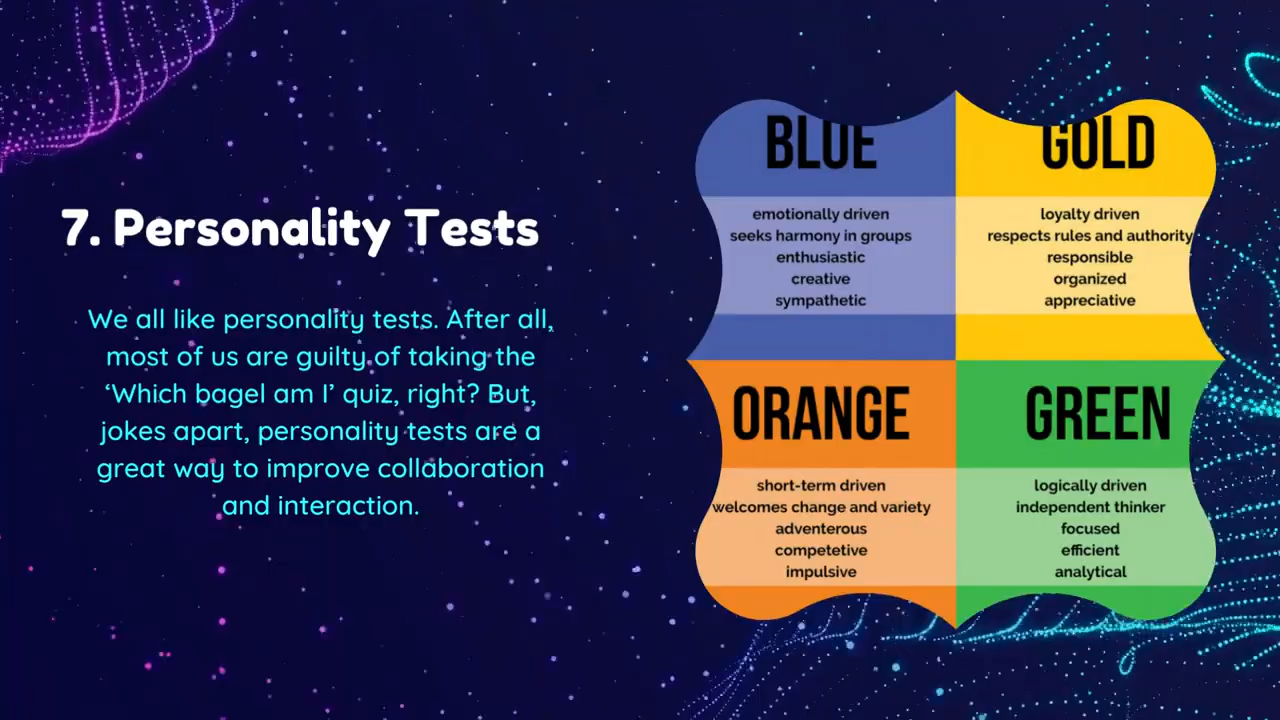 7. Personality Tests
We all like personality tests. After all,
most of us are guilty of taking the
‘Which bagel am I’ quiz, right? But,
jokes apart, personality tests are a
great way to improve collaboration
and interaction.
BLUE
emotionally driven
seeks harmony in groups
enthusiastic
creative
sympathetic
GOLD
loyalty driven
respects rules and authority
responsible
organized
appreciative
ORANGE
short-term driven
welcomes change and variety
adventerous
competetive
impulsive
GREEN
logically driven
independent thinker
focused
efficient
analytical